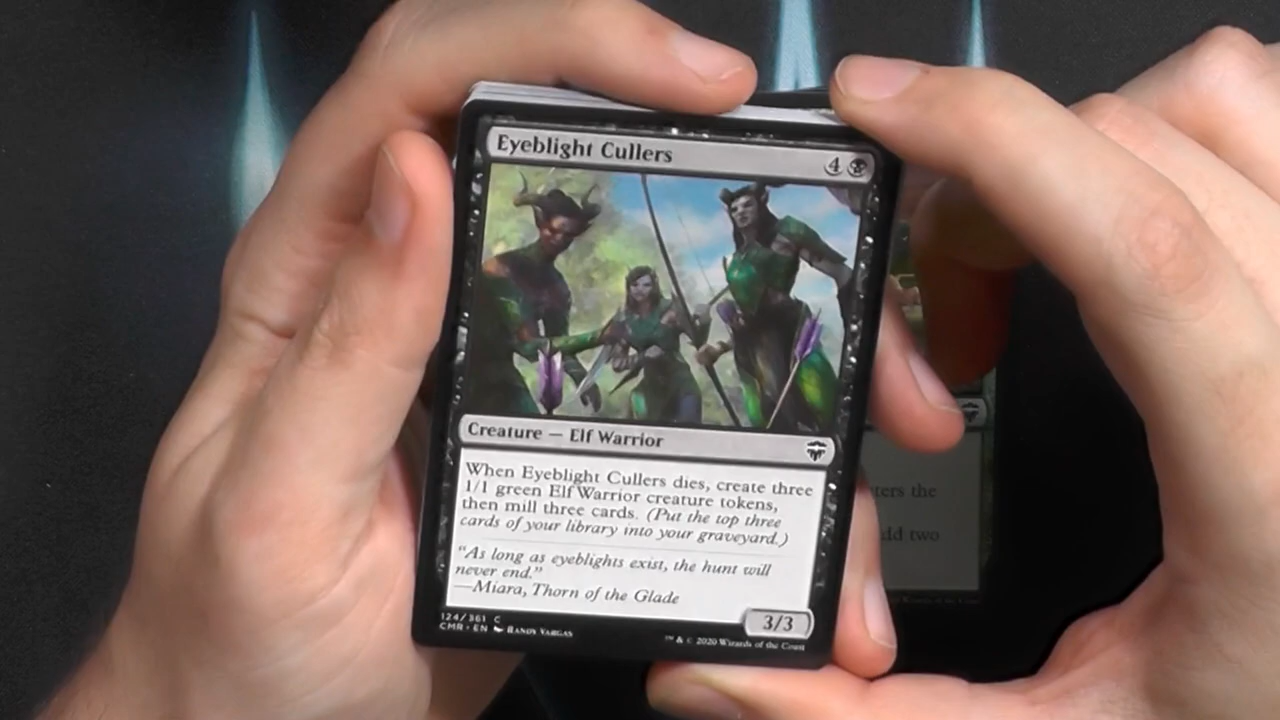 Eyeblight Cullers
4
Creature — Elf Warrior
When Eyeblight Cullers dies, create three
1/1 green Elf Warrior creature tokens,
then mill three cards. (Put the top three
cards of your library into your graveyard.)
"As long as eyeblights exist, the hunt will
never end."
—Miara, Thorn of the Glade
3/3
124/361 C
CMR • EN RANDY VARGAS
™ & © 2020 Wizards of the Coast
the
two